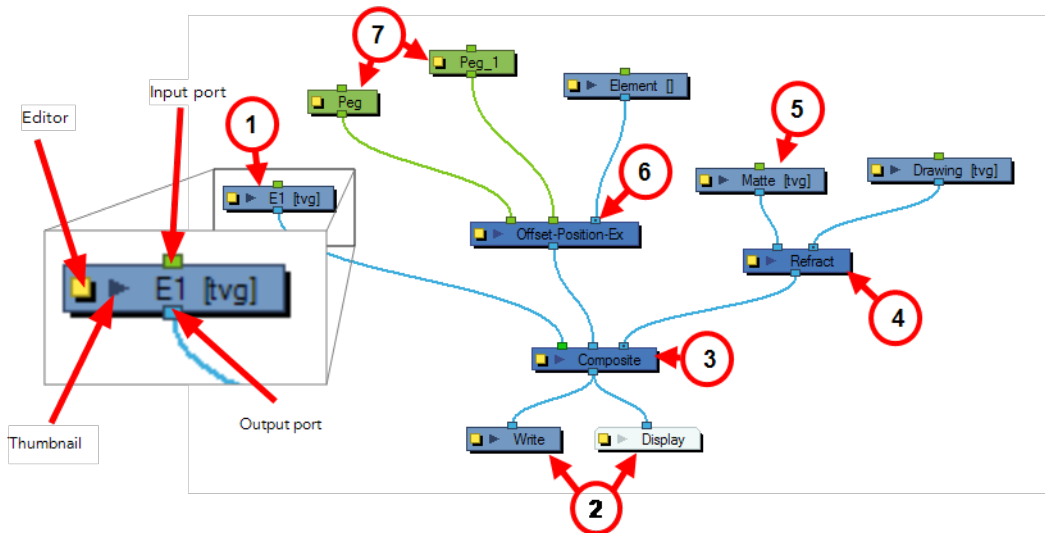 7
Peg_1
Input port
Peg
Element []
Editor
1
5
6
E1 [tvg]
Matte [tvg]
Drawing [tvg]
Offset-Position-Ex
Refract
E1 [tvg]
4
Composite
3
Output port
Thumbnail
Write
Display
2